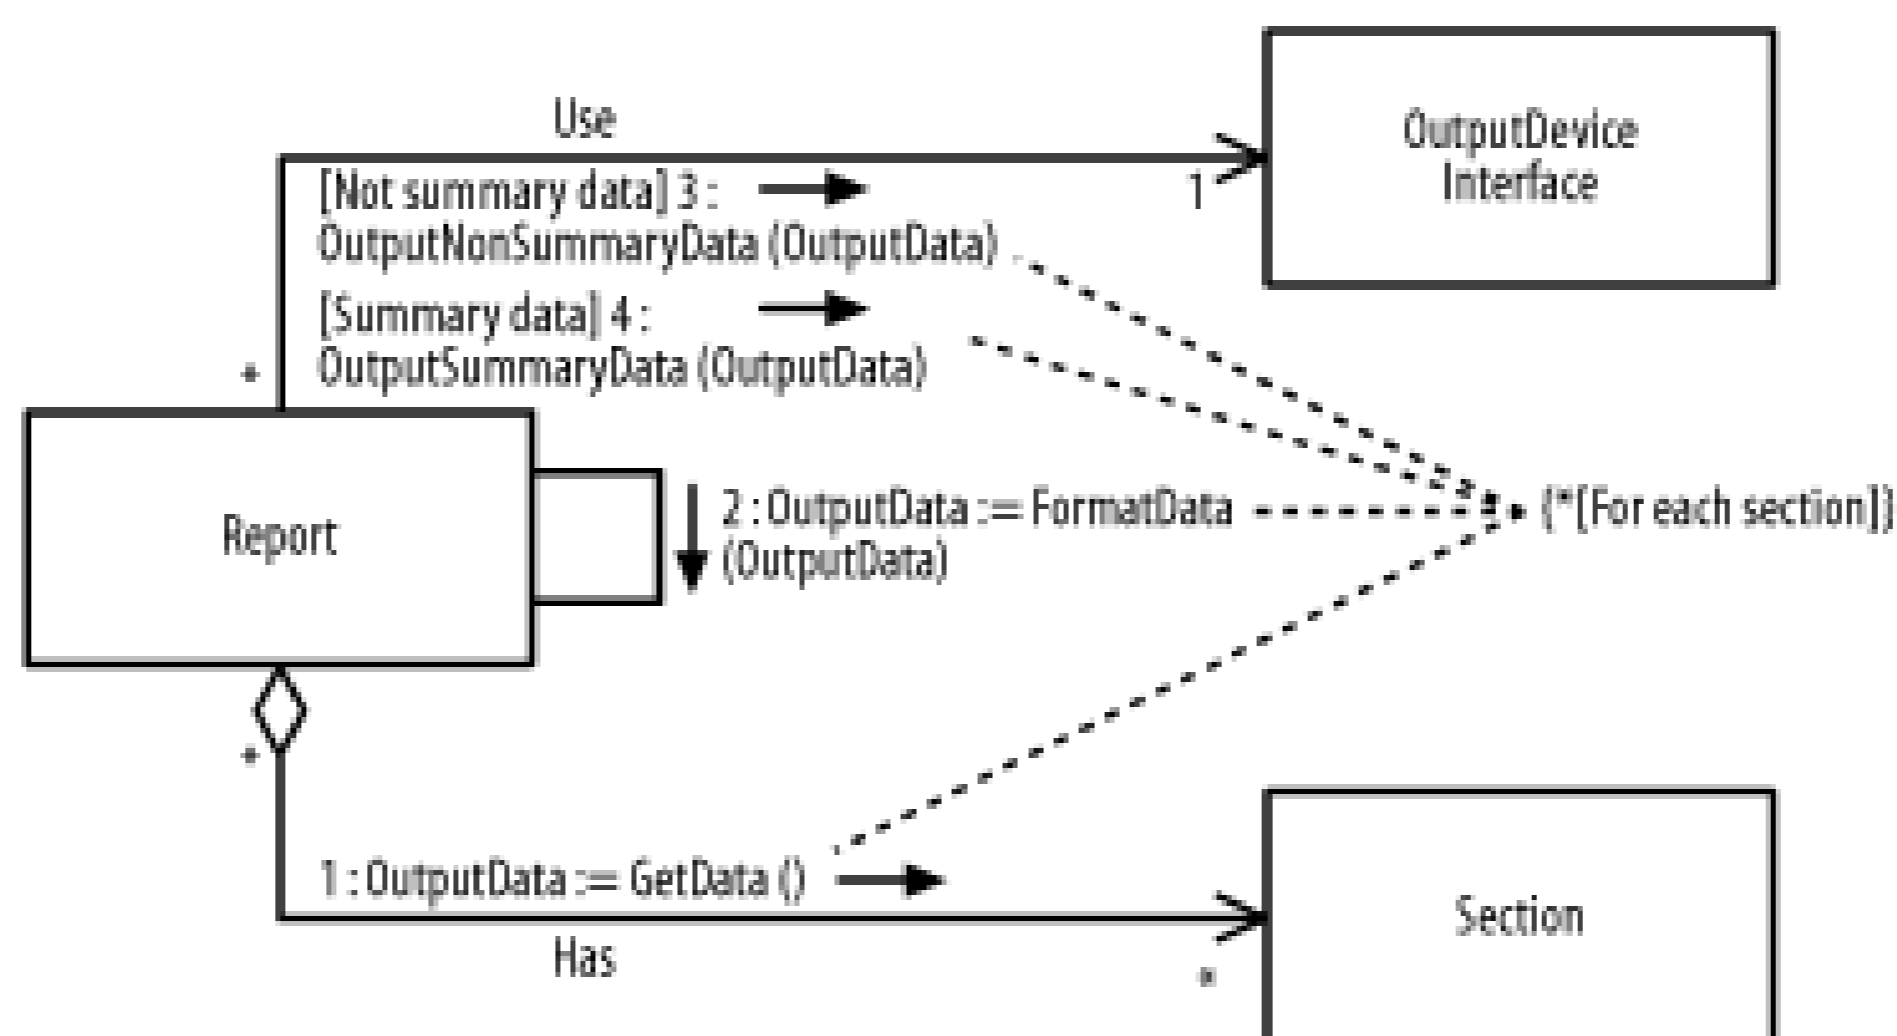 Use
OutputDevice
Interface
[Not summary data] 3 :
1
OutputNonSummaryData (OutputData)
[Summary data] 4 :
OutputSummaryData (OutputData)
*
Report
2 : OutputData := FormatData
(OutputData)
{*[For each section]}
*
1 : OutputData := GetData ()
Has
Section
*